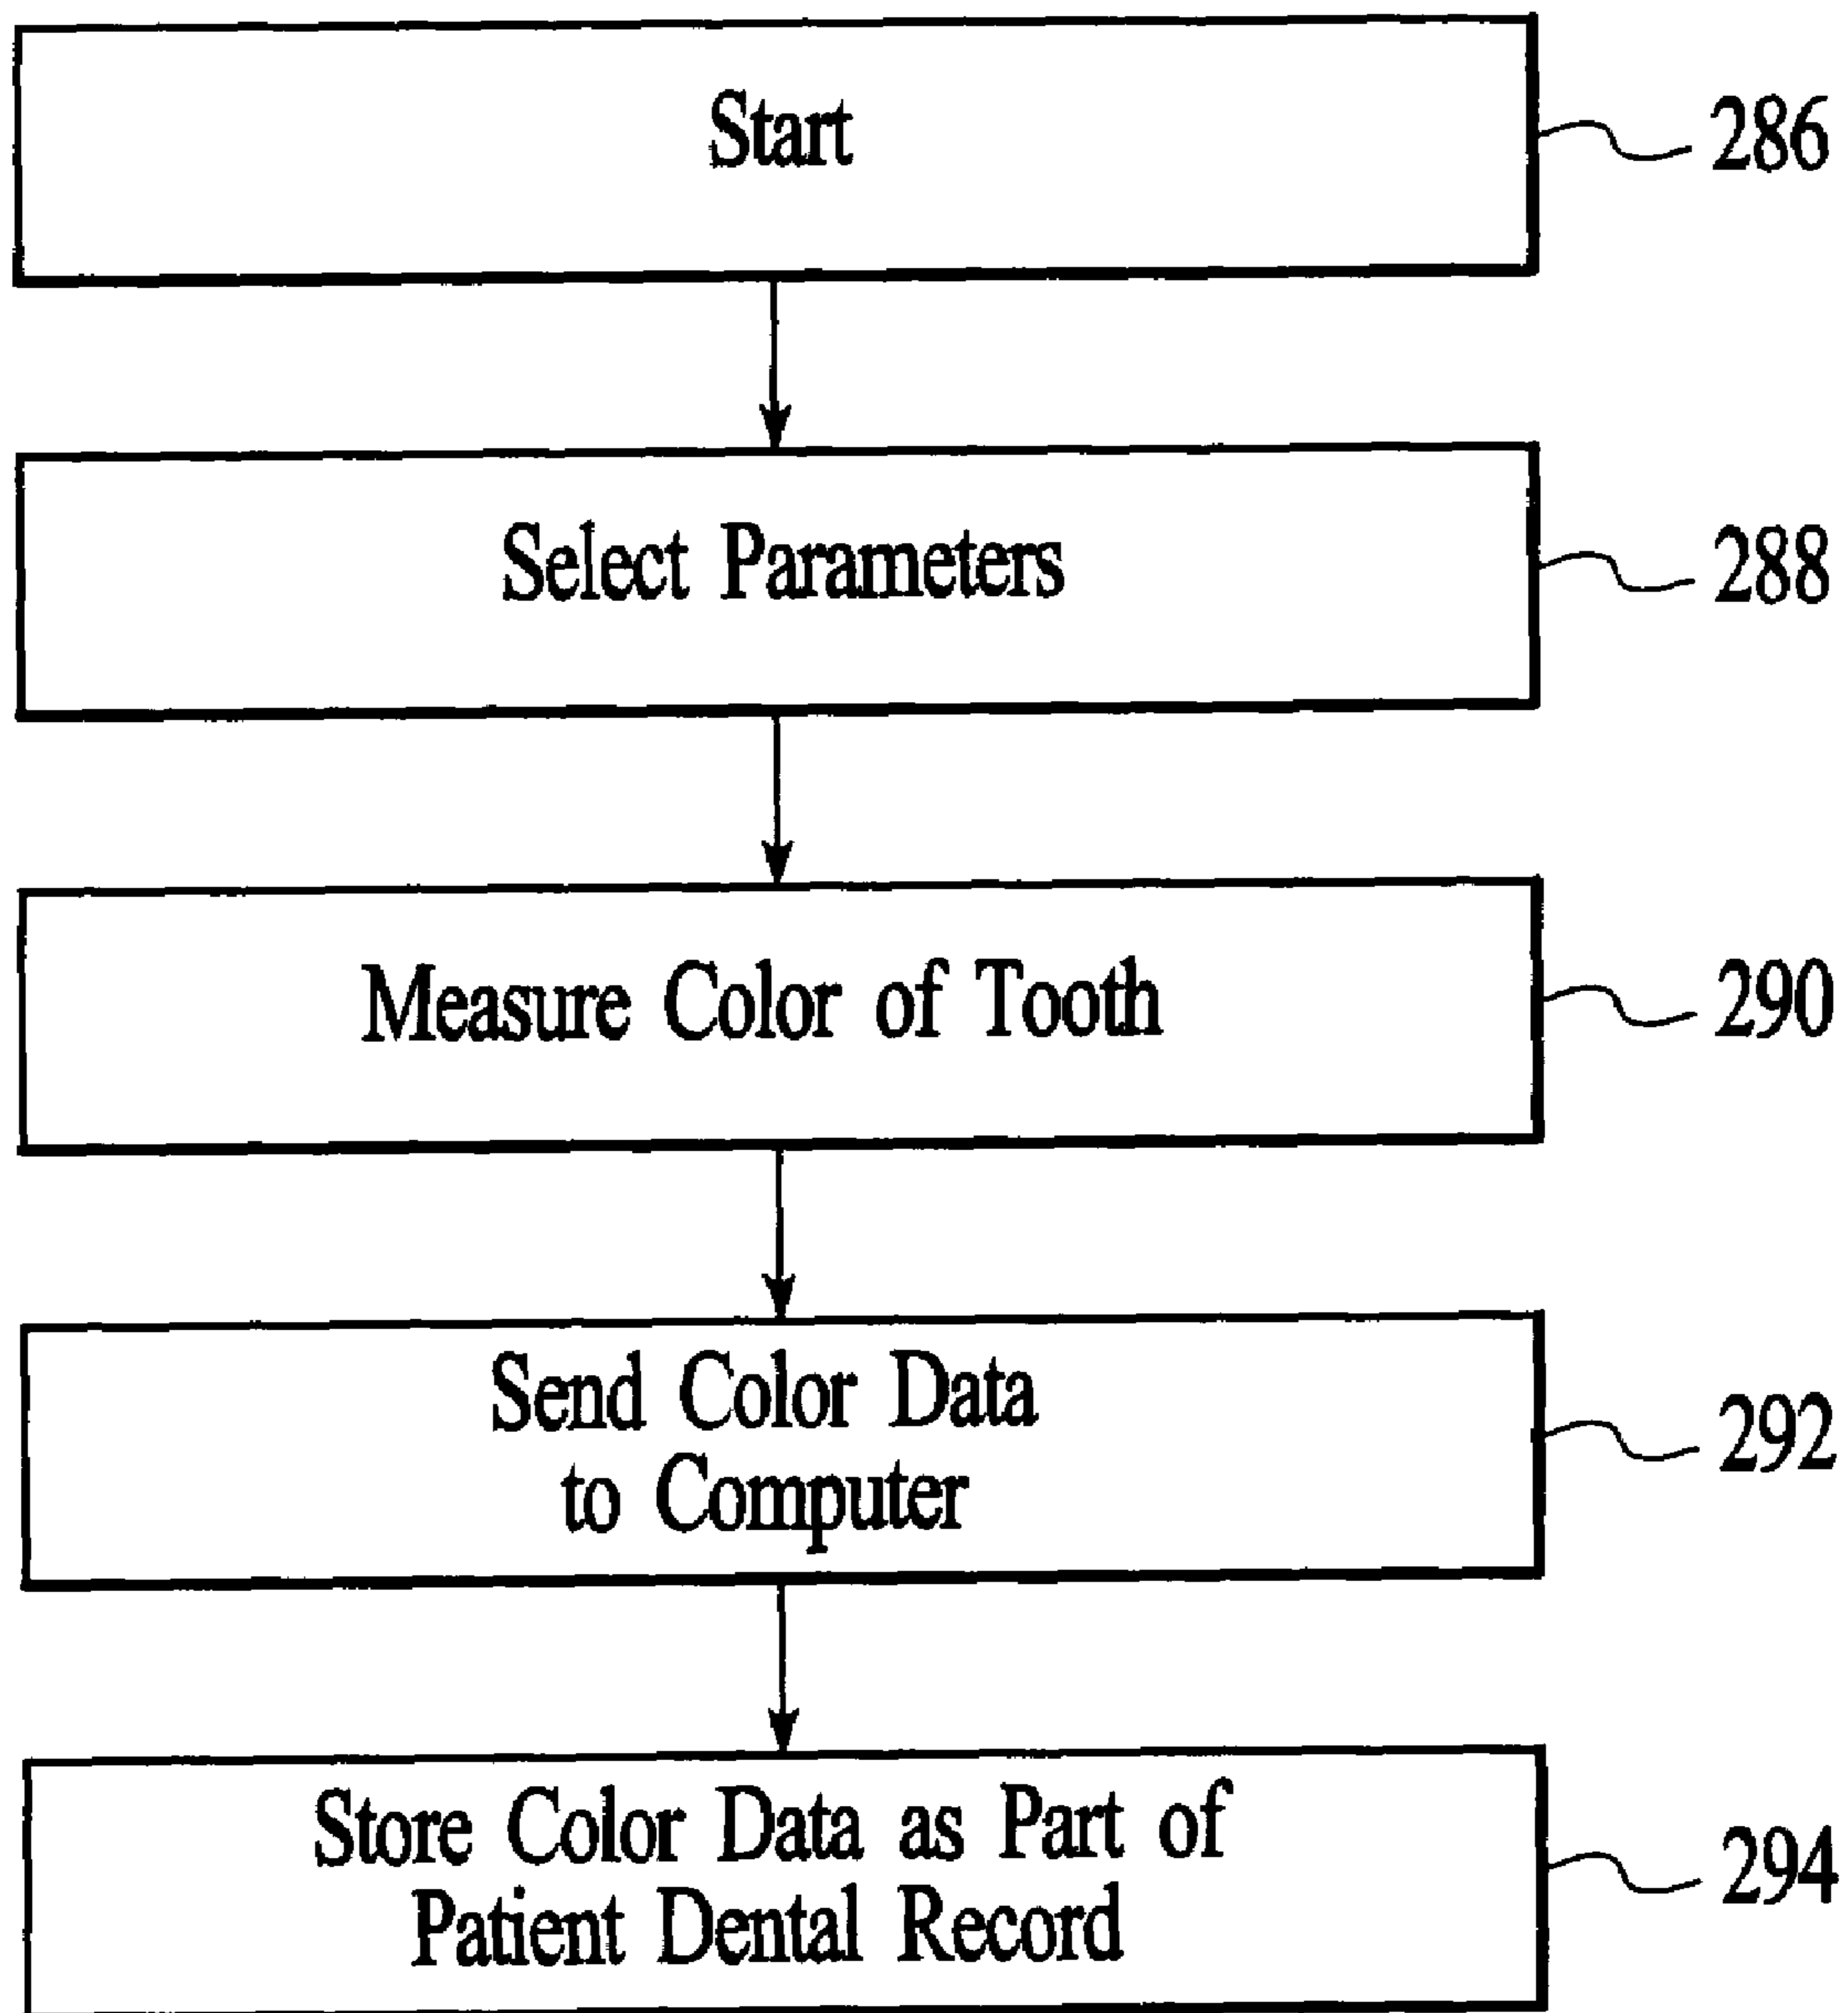 Start
286
Select Parameters
288
Measure Color of Tooth
290
Send Color Data
to Computer
292
Store Color Data as Part of
Patient Dental Record
294